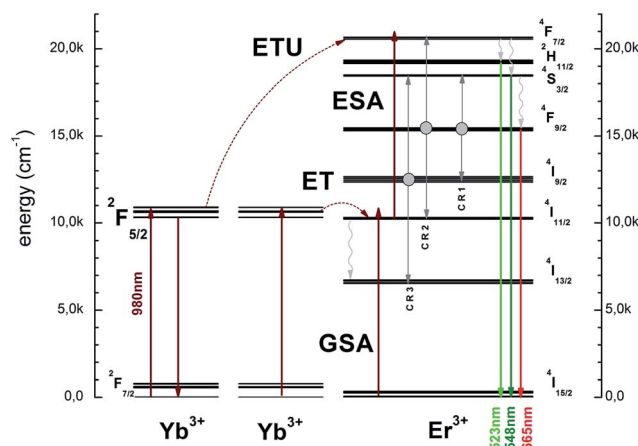 energy (cm⁻¹)
20,0k
15,0k
10,0k
5,0k
0,0
ETU
ESA
ET
GSA
²F 5/2
²F 7/2
980nm
Yb³⁺
Yb³⁺
Er³⁺
CR1
CR2
CR3
⁴F 7/2
²H 11/2
⁴S 3/2
⁴F 9/2
⁴I 9/2
⁴I 11/2
⁴I 13/2
⁴I 15/2
20,0k
15,0k
10,0k
5,0k
0,0
523nm
548nm
665nm